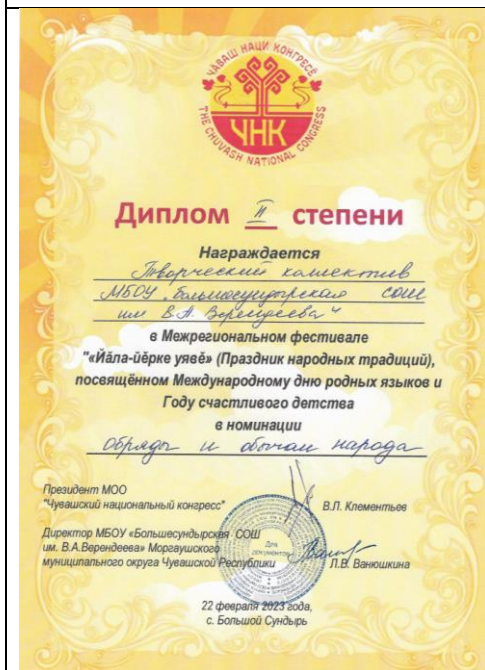 ЧӐВАШ НАЦИ КОНГРЕСӖ
ЧНК
THE CHUVASH NATIONAL CONGRESS
Диплом II степени
Награждается
Творческий коллектив
МБОУ "Большесундырская СОШ
им В.А. Верендеева"
в Межрегиональном фестивале
"«Йӑла-йӗрке уявӗ» (Праздник народных традиций),
посвящённом Международному дню родных языков и
Году счастливого детства
в номинации
Обряды и обычаи народа
Президент МОО
"Чувашский национальный конгресс"
В.Л. Клементьев
Директор МБОУ «Большесундырская СОШ
им. В.А.Верендеева» Моргаушского
муниципального округа Чувашской Республики
Л.В. Ванюшкина
Для
документов
22 февраля 2023 года,
с. Большой Сундырь